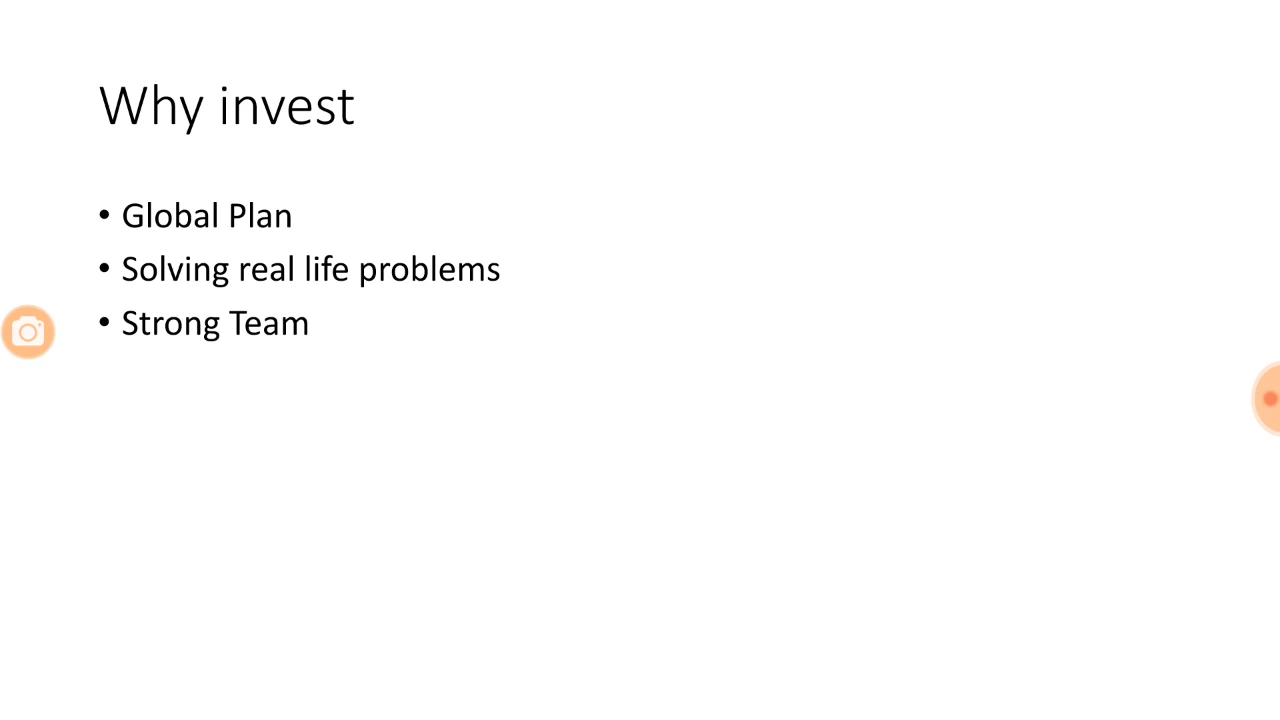 Why invest
• Global Plan
• Solving real life problems
• Strong Team